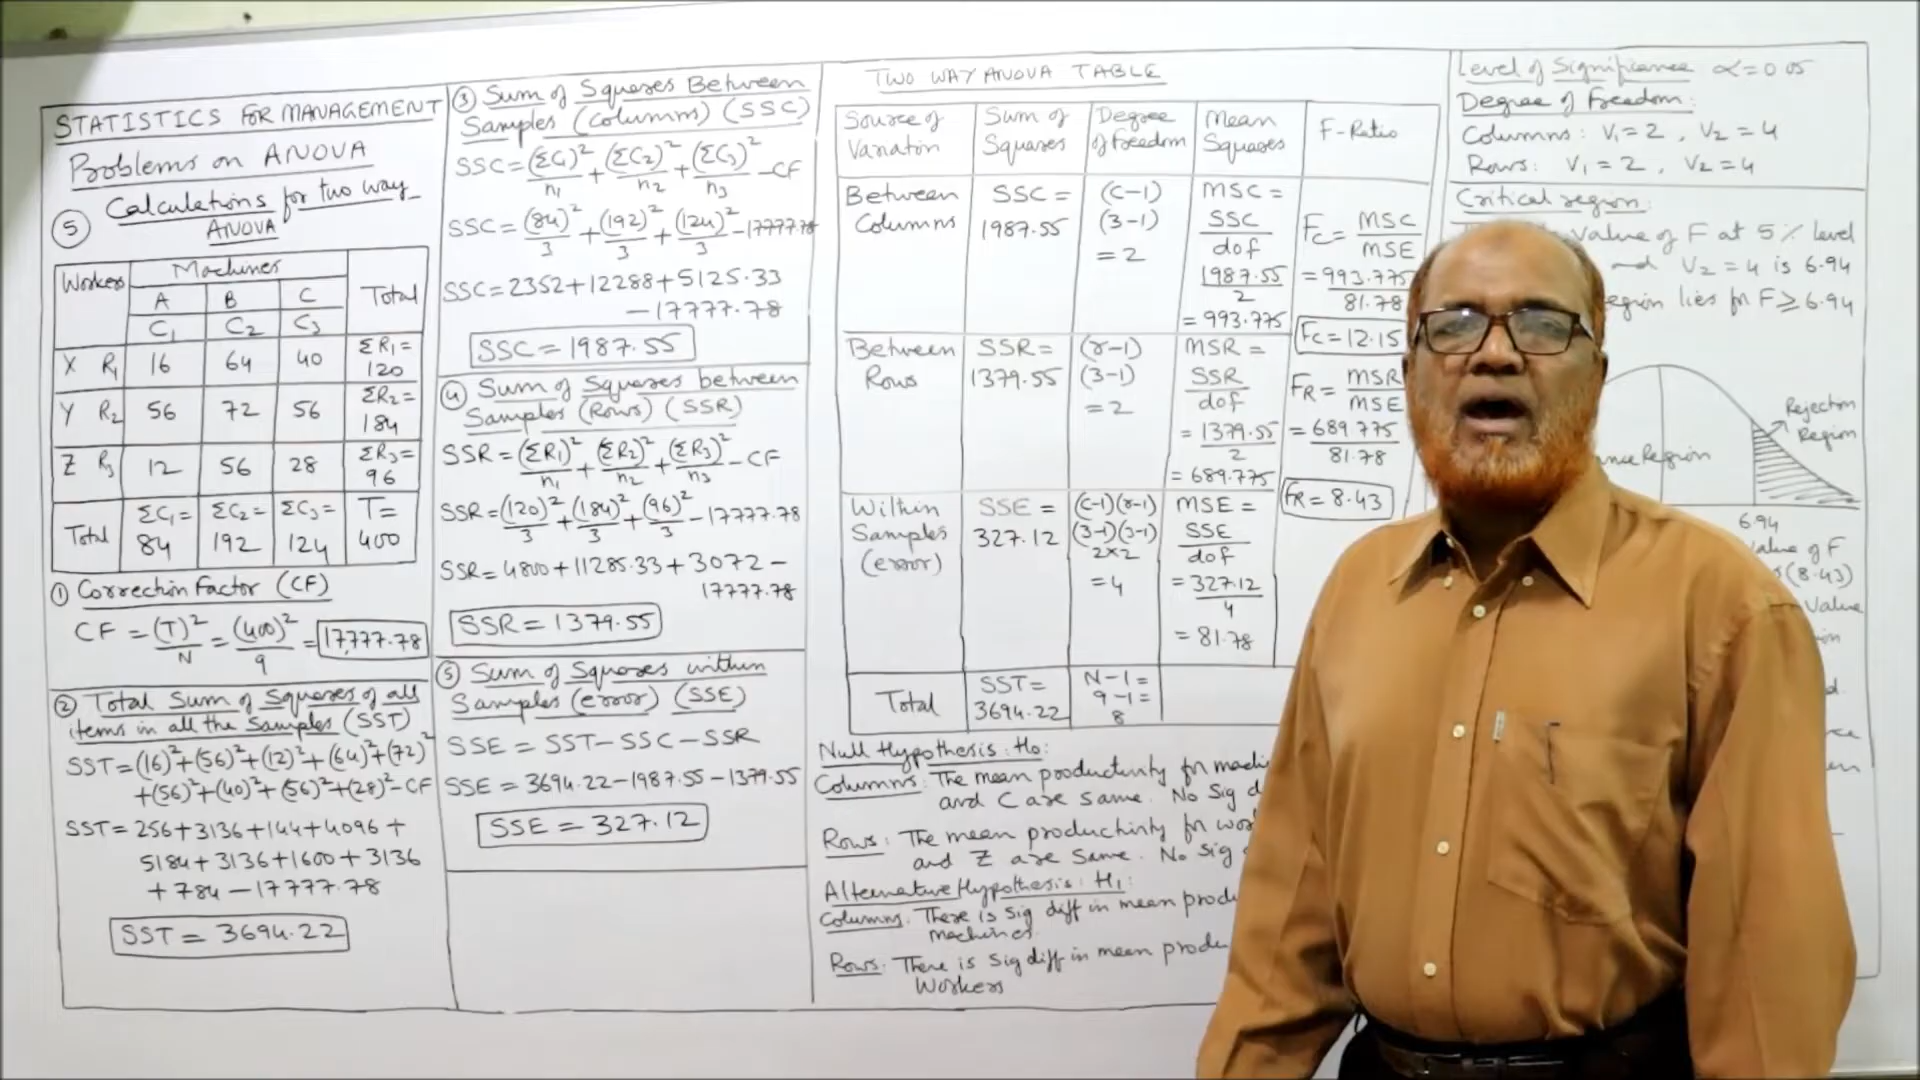 STATISTICS FOR MANAGEMENT
Problems on ANOVA
⑤ Calculations for two way
ANOVA
Workers Machines Total
A B C
C₁ C₂ C₃
X R₁ 16 64 40 ΣR₁=
120
Y R₂ 56 72 56 ΣR₂=
184
Z R₃ 12 56 28 ΣR₃=
96
Total ΣC₁= ΣC₂= ΣC₃= T=
84 192 124 400
① Correction Factor (CF)
CF = (T)²/N = (400)²/9 = 17,777.78
② Total Sum of Squares of all
items in all the Samples (SST)
SST=(16)²+(56)²+(12)²+(64)²+(72)²
+(56)²+(40)²+(56)²+(28)²-CF
SST=256+3136+144+4096+
5184+3136+1600+3136
+784-17777.78
SST = 3694.22
③ Sum of Squares Between
Samples (Columns) (SSC)
SSC=(ΣC₁)²/n₁+(ΣC₂)²/n₂+(ΣC₃)²/n₃-CF
SSC=(84)²/3+(192)²/3+(124)²/3-17777.78
SSC=2352+12288+5125.33
-17777.78
SSC=1987.55
④ Sum of Squares between
Samples (Rows) (SSR)
SSR=(ΣR₁)²/n₁+(ΣR₂)²/n₂+(ΣR₃)²/n₃-CF
SSR=(120)²/3+(184)²/3+(96)²/3-17777.78
SSR=4800+11285.33+3072-
17777.78
SSR=1379.55
⑤ Sum of Squares within
Samples (error) (SSE)
SSE=SST-SSC-SSR
SSE=3694.22-1987.55-1379.55
SSE=327.12
TWO WAY ANOVA TABLE
Source of Sum of Degree Mean F-Ratio
Variation Squares of freedom Squares
Between SSC= (C-1) MSC=
Columns 1987.55 (3-1) SSC/dof Fc=MSC/MSE
=2 1987.55/2 =993.775/81.78
=993.775 Fc=12.15
Between SSR= (r-1) MSR=
Rows 1379.55 (3-1) SSR/dof FR=MSR/MSE
=2 =1379.55/2 =689.775/81.78
=689.775 FR=8.43
Within SSE= (C-1)(r-1) MSE=
Samples 327.12 (3-1)(3-1) SSE/dof
(error) 2×2
=4 =327.12/4
=81.78
Total SST= N-1=
3694.22 9-1=
8
Null Hypothesis: H₀:
Columns: The mean productivity for
and C are same. No Sig
Rows: The mean productivity for
and Z are same. No sig
Alternative Hypothesis: H₁:
Columns: There is sig diff in mean
machines.
Rows: There is sig diff in mean
Workers
Level of Significance α=0.05
Degree of freedom:
Columns: V₁=2, V₂=4
Rows: V₁=2, V₂=4
Critical region:
Value of F at 5% level
and V₂=4 is 6.94
region lies for F≥6.94
Rejection
Region
Region
6.94
Value of F
(8.43)
Value